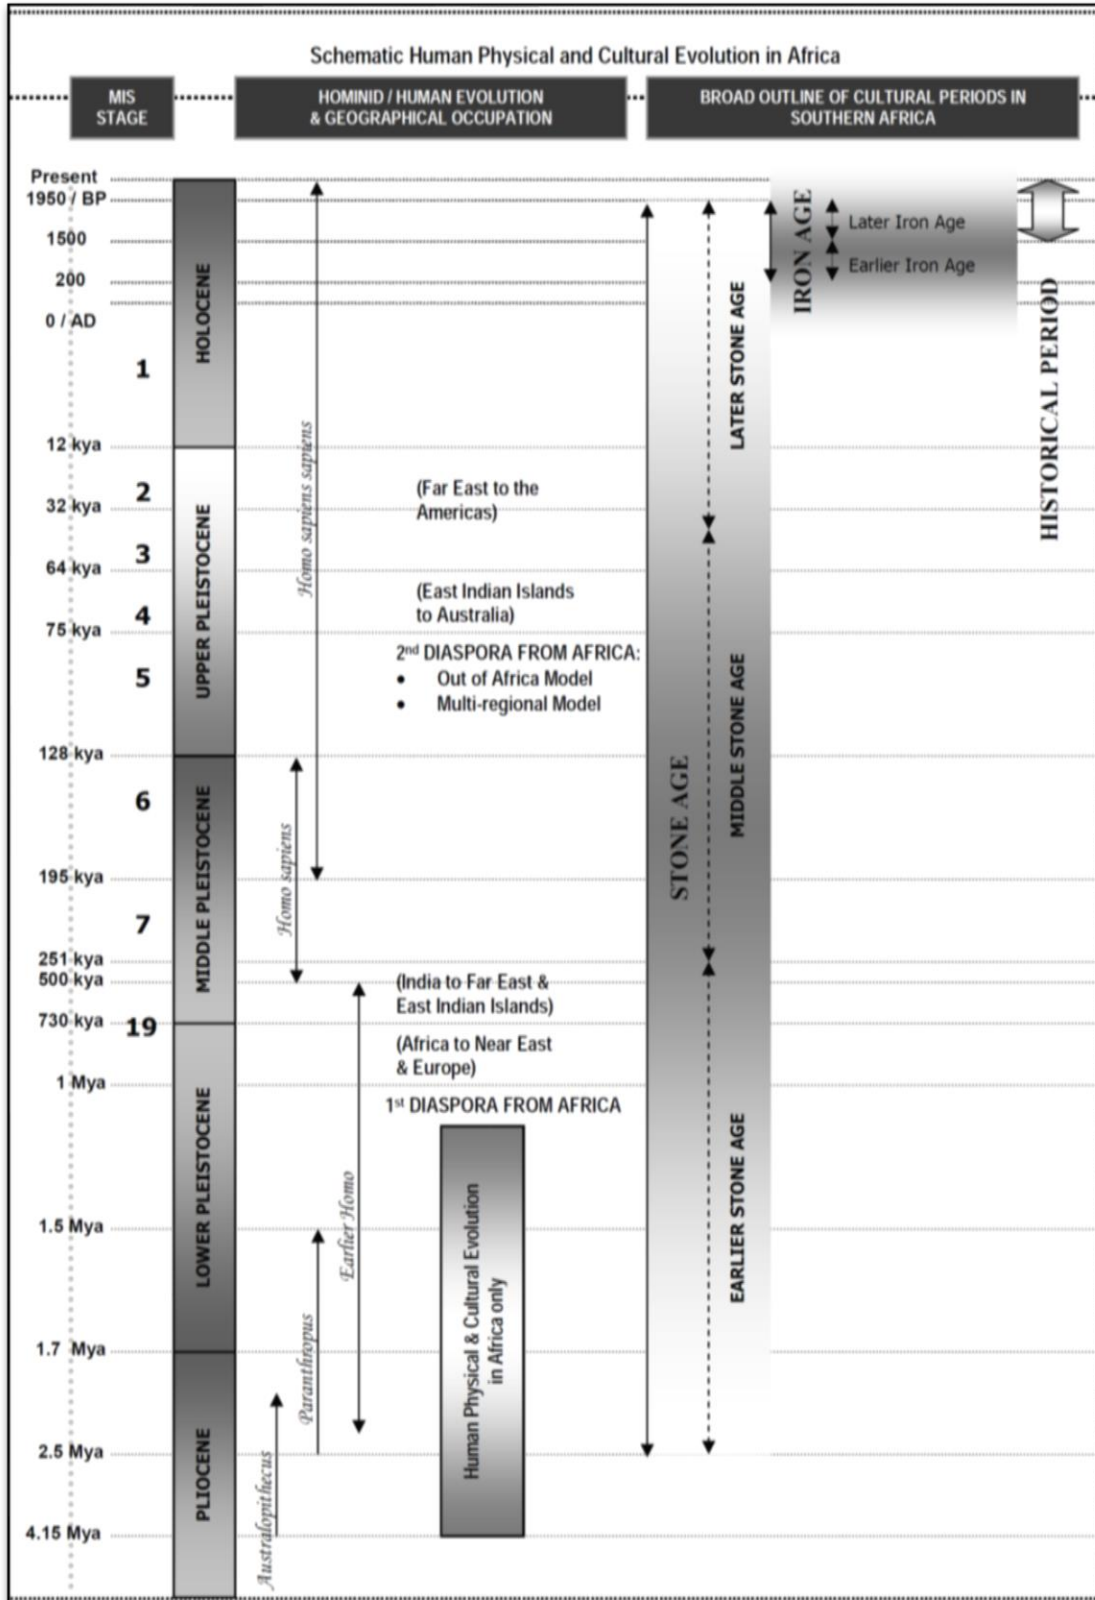 Schematic Human Physical and Cultural Evolution in Africa
MIS
STAGE
HOMINID / HUMAN EVOLUTION
& GEOGRAPHICAL OCCUPATION
BROAD OUTLINE OF CULTURAL PERIODS IN
SOUTHERN AFRICA
Present
1950 / BP
1500
200
0 / AD
12 kya
32 kya
64 kya
75 kya
128 kya
195 kya
251 kya
500 kya
730 kya
1 Mya
1.5 Mya
1.7 Mya
2.5 Mya
4.15 Mya
1
2
3
4
5
6
7
19
HOLOCENE
UPPER PLEISTOCENE
MIDDLE PLEISTOCENE
LOWER PLEISTOCENE
PLIOCENE
Homo sapiens sapiens
Homo sapiens
Earlier Homo
Paranthropus
Australopithecus
(Far East to the
Americas)
(East Indian Islands
to Australia)
2nd DIASPORA FROM AFRICA:
• Out of Africa Model
• Multi-regional Model
(India to Far East &
East Indian Islands)
(Africa to Near East
& Europe)
1st DIASPORA FROM AFRICA
Human Physical & Cultural Evolution
in Africa only
STONE AGE
LATER STONE AGE
MIDDLE STONE AGE
EARLIER STONE AGE
IRON AGE
Later Iron Age
Earlier Iron Age
HISTORICAL PERIOD